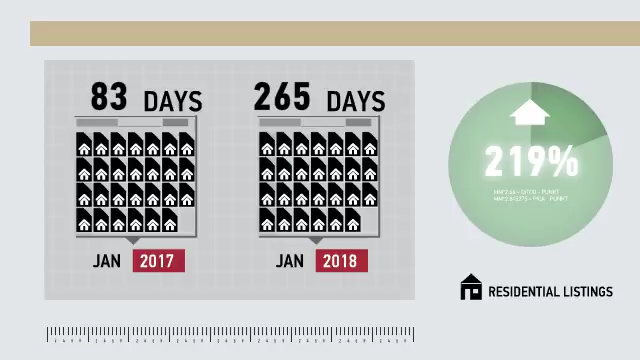 83 DAYS
265 DAYS
JAN 2017
JAN 2018
219%
RESIDENTIAL LISTINGS